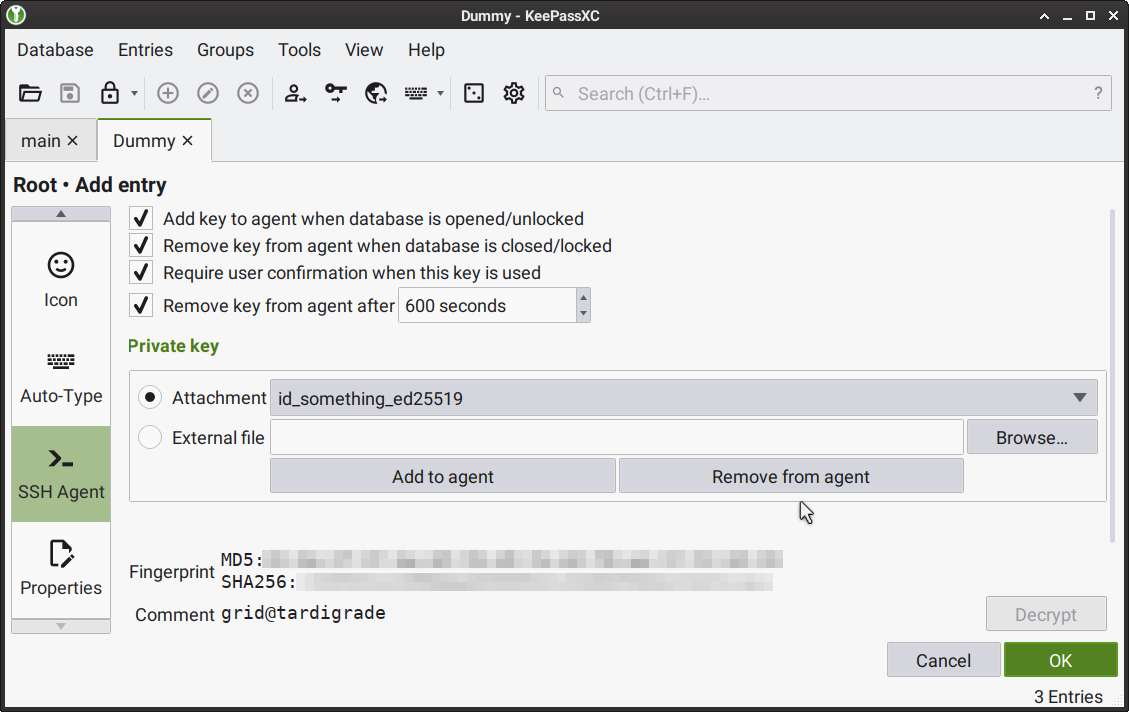 Dummy - KeePassXC
Database Entries Groups Tools View Help
Search (Ctrl+F)... ?
main Dummy
Root • Add entry
Add key to agent when database is opened/unlocked
Remove key from agent when database is closed/locked
Require user confirmation when this key is used
Remove key from agent after 600 seconds
Icon
Auto-Type
SSH Agent
Properties
Private key
Attachment id_something_ed25519
External file Browse...
Add to agent Remove from agent
Fingerprint MD5:
SHA256:
Comment grid@tardigrade
Decrypt
Cancel OK
3 Entries